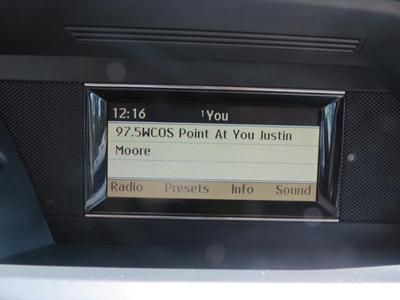 12:16 ¹You
97.5WCOS Point At You Justin
Moore
Radio Presets Info Sound